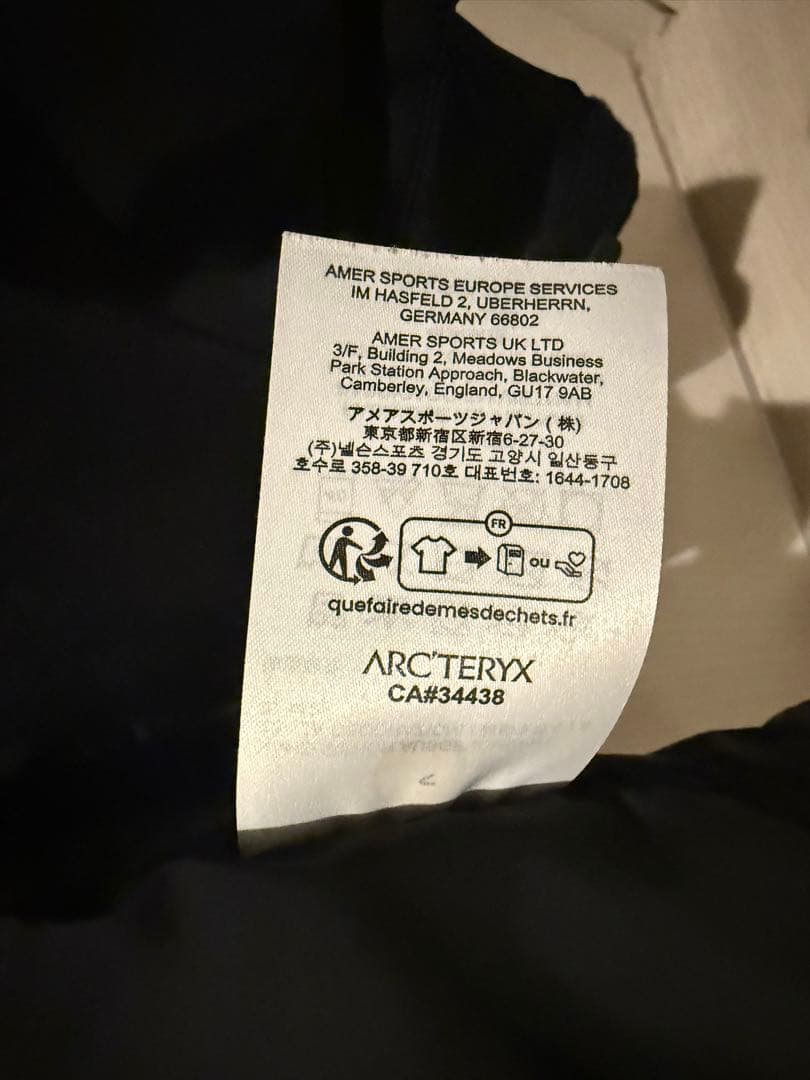 AMER SPORTS EUROPE SERVICES
IM HASFELD 2, UBERHERRN,
GERMANY 66802
AMER SPORTS UK LTD
3/F, Building 2, Meadows Business
Park Station Approach, Blackwater,
Camberley, England, GU17 9AB
アメアスポーツジャパン ( 株)
東京都新宿区新宿6-27-30
(주)넬슨스포츠 경기도 고양시 일산동구
호수로 358-39 710호 대표번호: 1644-1708
FR
ou
quefairedemesdechets.fr
ARC'TERYX
CA#34438